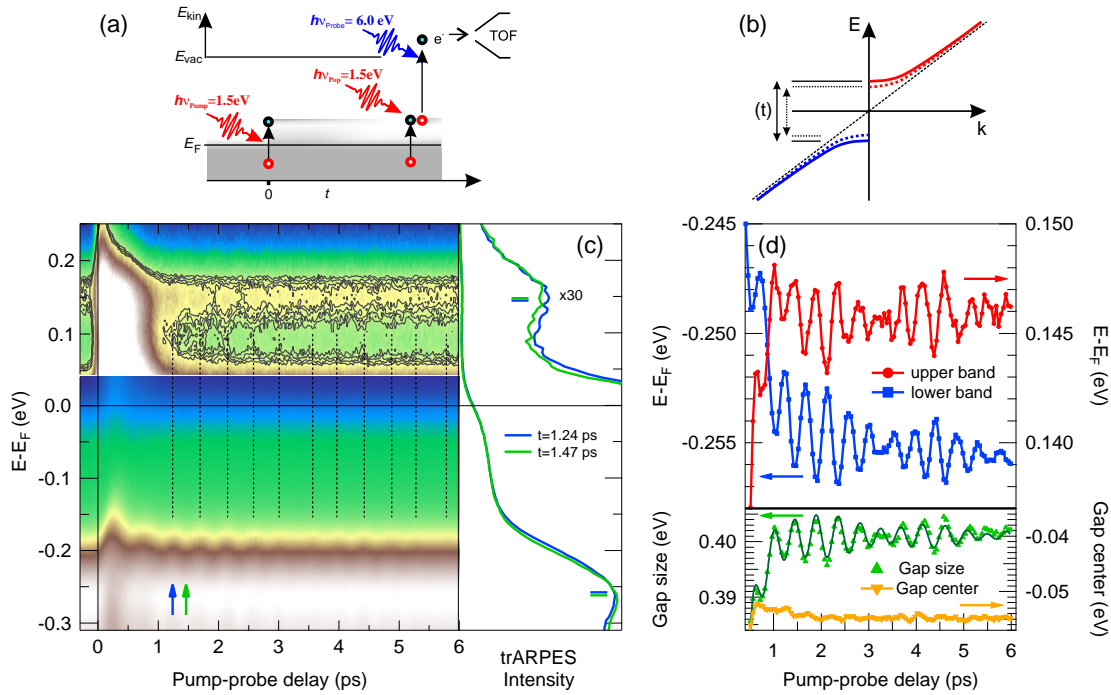 (a)
E_kin
hν_Probe= 6.0 eV
e-
TOF
E_vac
hν_Pop=1.5eV
hν_Pump=1.5eV
E_F
0
t
(b)
E
(t)
k
(c)
0.2
0.1
0.0
-0.1
-0.2
-0.3
E-E_F (eV)
x30
t=1.24 ps
t=1.47 ps
0 1 2 3 4 5 6
Pump-probe delay (ps)
trARPES
Intensity
(d)
-0.245
-0.250
-0.255
E-E_F (eV)
0.150
0.145
0.140
E-E_F (eV)
upper band
lower band
0.40
0.39
Gap size (eV)
-0.04
-0.05
Gap center
(eV)
Gap size
Gap center
1 2 3 4 5 6
Pump-probe delay (ps)